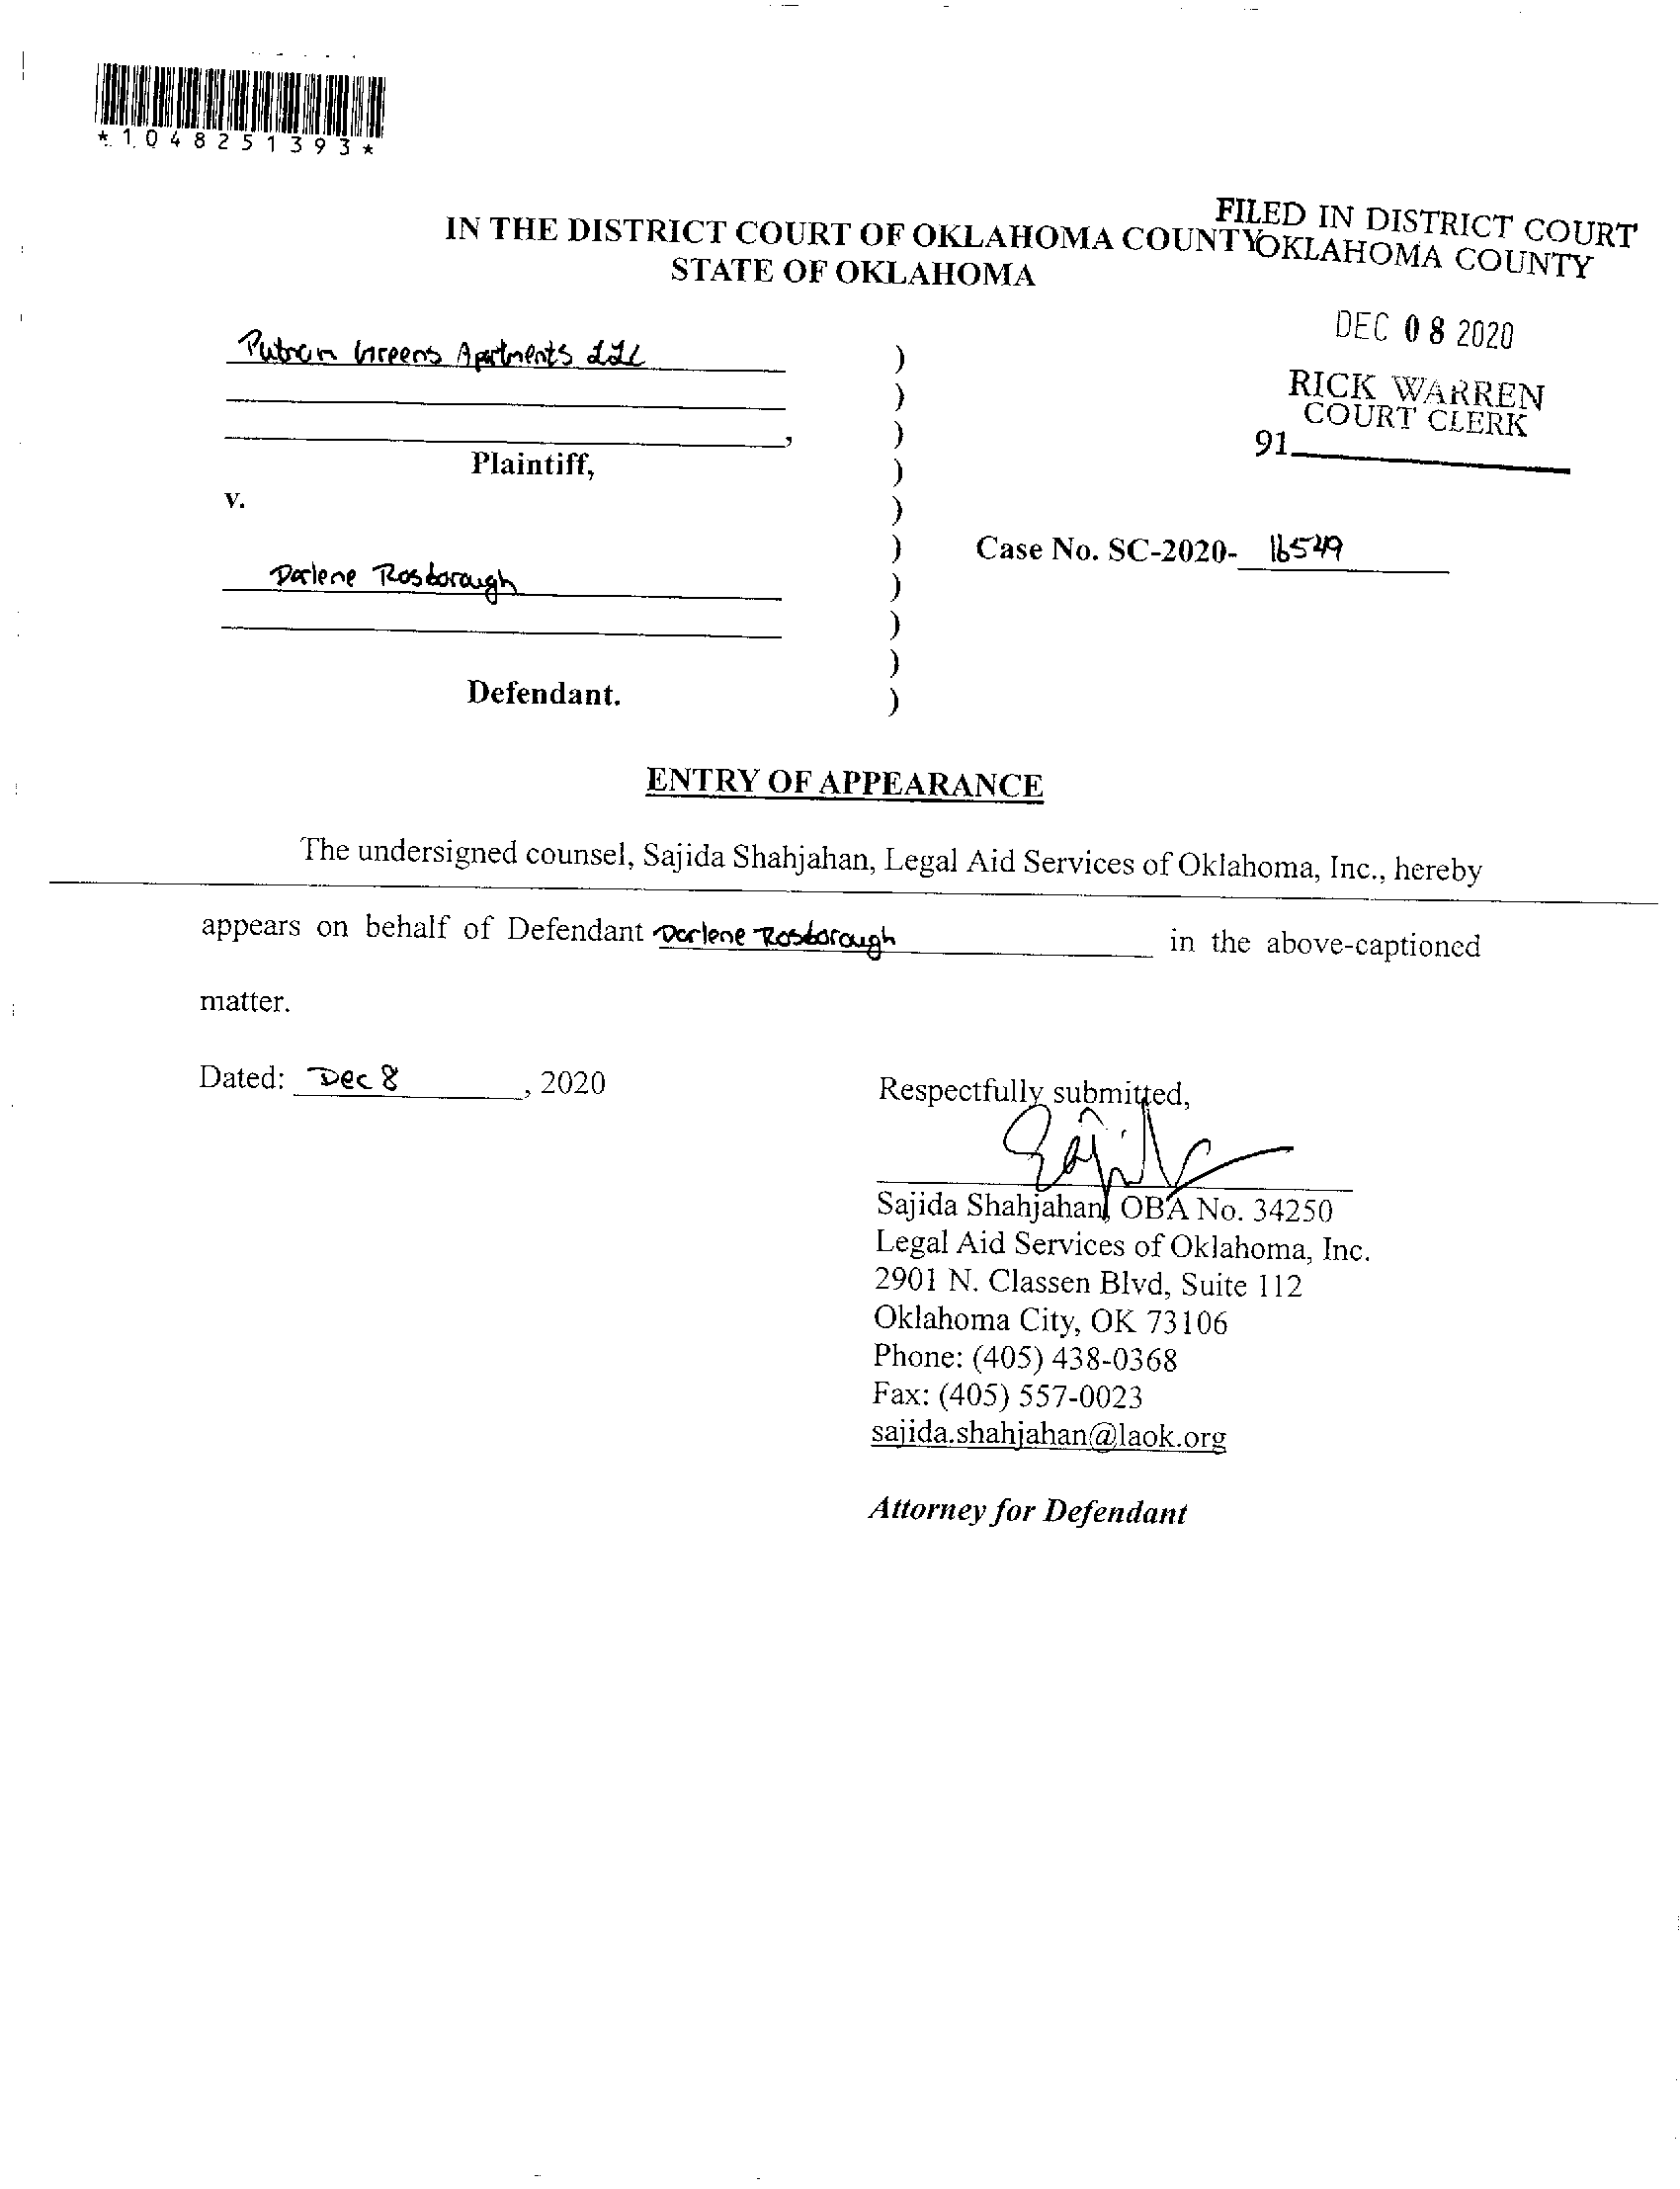 *1048251393*
FILED IN DISTRICT COURT
OKLAHOMA COUNTY
IN THE DISTRICT COURT OF OKLAHOMA COUNTY
STATE OF OKLAHOMA
DEC 08 2020
RICK WARREN
COURT CLERK
91
Putnam Greens Apartments LLC
)
)
, )
Plaintiff, )
v. )
) Case No. SC-2020- 16549
Darlene Rosborough )
)
)
Defendant. )
ENTRY OF APPEARANCE
The undersigned counsel, Sajida Shahjahan, Legal Aid Services of Oklahoma, Inc., hereby
appears on behalf of Defendant Darlene Rosborough in the above-captioned
matter.
Dated: Dec 8, 2020
Respectfully submitted,
Sajida Shahjahan, OBA No. 34250
Legal Aid Services of Oklahoma, Inc.
2901 N. Classen Blvd, Suite 112
Oklahoma City, OK 73106
Phone: (405) 438-0368
Fax: (405) 557-0023
sajida.shahjahan@laok.org
Attorney for Defendant